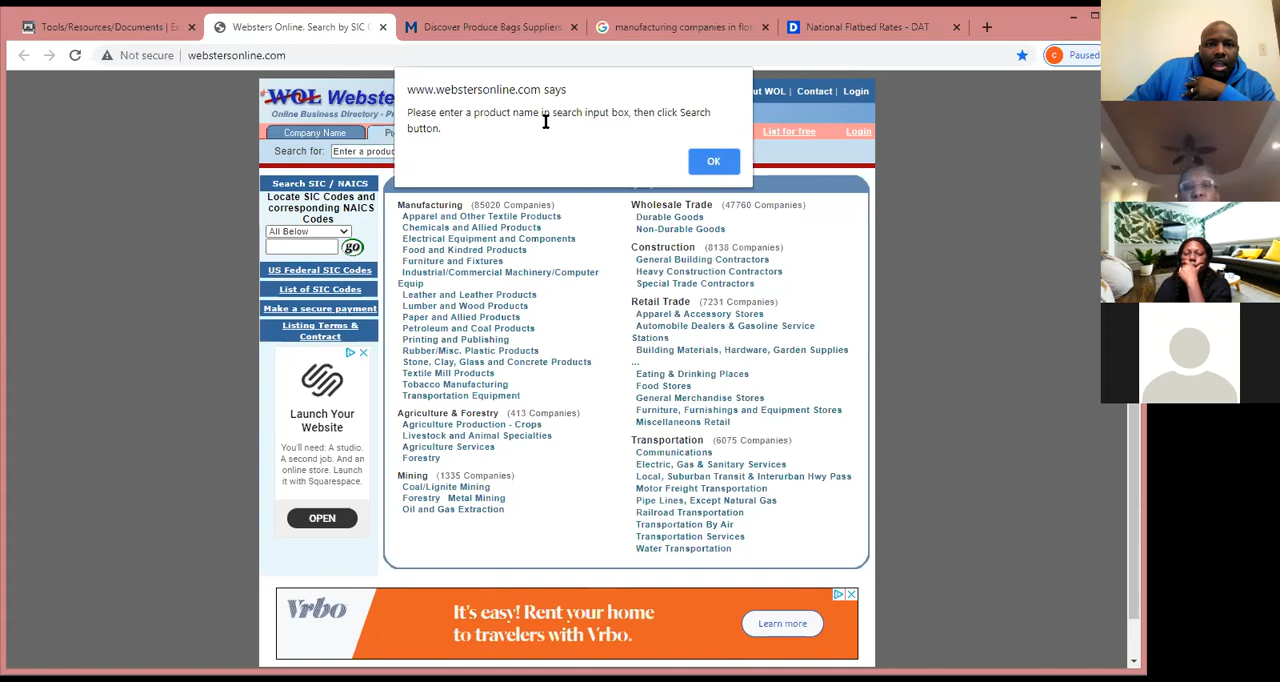 Tools/Resources/Documents | Ex
Websters Online. Search by SIC C
Discover Produce Bags Suppliers
manufacturing companies in flor
National Flatbed Rates - DAT
Not secure
webstersonline.com
C Paused
www.webstersonline.com says
Please enter a product name in search input box, then click Search
button.
OK
WOL Webster
Online Business Directory - P
ut WOL | Contact | Login
Company Name
List for free
Login
Search for:
Enter a produc
Search SIC / NAICS
Locate SIC Codes and
corresponding NAICS
Codes
All Below
go
US Federal SIC Codes
List of SIC Codes
Make a secure payment
Listing Terms &
Contract
Launch Your
Website
You'll need: A studio.
A second job. And an
online store. Launch
it with Squarespace.
OPEN
Manufacturing (85020 Companies)
Apparel and Other Textile Products
Chemicals and Allied Products
Electrical Equipment and Components
Food and Kindred Products
Furniture and Fixtures
Industrial/Commercial Machinery/Computer
Equip
Leather and Leather Products
Lumber and Wood Products
Paper and Allied Products
Petroleum and Coal Products
Printing and Publishing
Rubber/Misc. Plastic Products
Stone, Clay, Glass and Concrete Products
Textile Mill Products
Tobacco Manufacturing
Transportation Equipment
Agriculture & Forestry (413 Companies)
Agriculture Production - Crops
Livestock and Animal Specialties
Agriculture Services
Forestry
Mining (1335 Companies)
Coal/Lignite Mining
Forestry Metal Mining
Oil and Gas Extraction
Wholesale Trade (47760 Companies)
Durable Goods
Non-Durable Goods
Construction (8138 Companies)
General Building Contractors
Heavy Construction Contractors
Special Trade Contractors
Retail Trade (7231 Companies)
Apparel & Accessory Stores
Automobile Dealers & Gasoline Service
Stations
Building Materials, Hardware, Garden Supplies
...
Eating & Drinking Places
Food Stores
General Merchandise Stores
Furniture, Furnishings and Equipment Stores
Miscellaneous Retail
Transportation (6075 Companies)
Communications
Electric, Gas & Sanitary Services
Local, Suburban Transit & Interurban Hwy Pass
Motor Freight Transportation
Pipe Lines, Except Natural Gas
Railroad Transportation
Transportation By Air
Transportation Services
Water Transportation
Vrbo
It's easy! Rent your home
to travelers with Vrbo.
Learn more